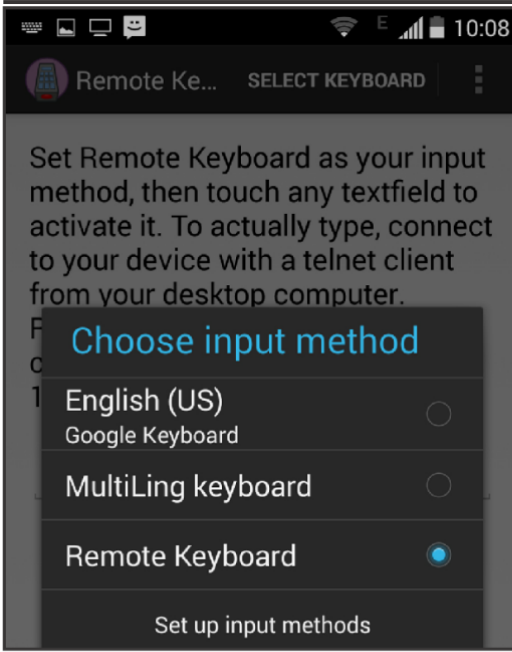 E 10:08
Remote Ke... SELECT KEYBOARD
Set Remote Keyboard as your input
method, then touch any textfield to
activate it. To actually type, connect
to your device with a telnet client
from your desktop computer.
Choose input method
English (US)
Google Keyboard
MultiLing keyboard
Remote Keyboard
Set up input methods